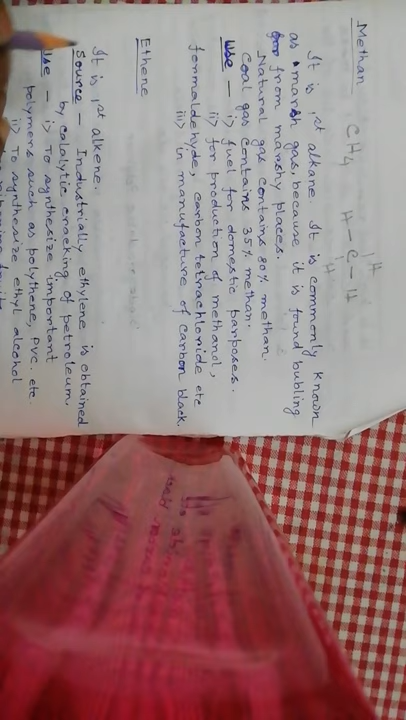 Methan CH4 H-C-H
H
H
It is 1st alkane. It is commonly known
as marsh gas, because it is found bubling
from marshy places.
Natural gas contains 80% methan.
Coal gas contains 35% methan.
Use - i) fuel for domestic parposes.
ii) for production of methanol,
formaldehyde, carbon tetrachloride etc
iii) in manufacture of carbon black.
Ethene
It is 1st alkene.
Source - Industrially ethylene is obtained
by catalytic cracking of petroleum.
Use - i) To synthesize important
polymers such as polythene, PVC. etc.
ii) To synthesize ethyl alcohol